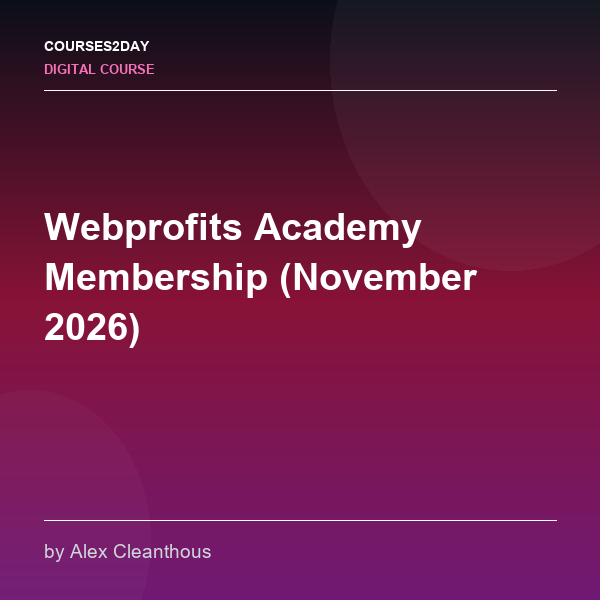 COURSES2DAY
DIGITAL COURSE
Webprofits Academy
Membership (November
2026)
by Alex Cleanthous